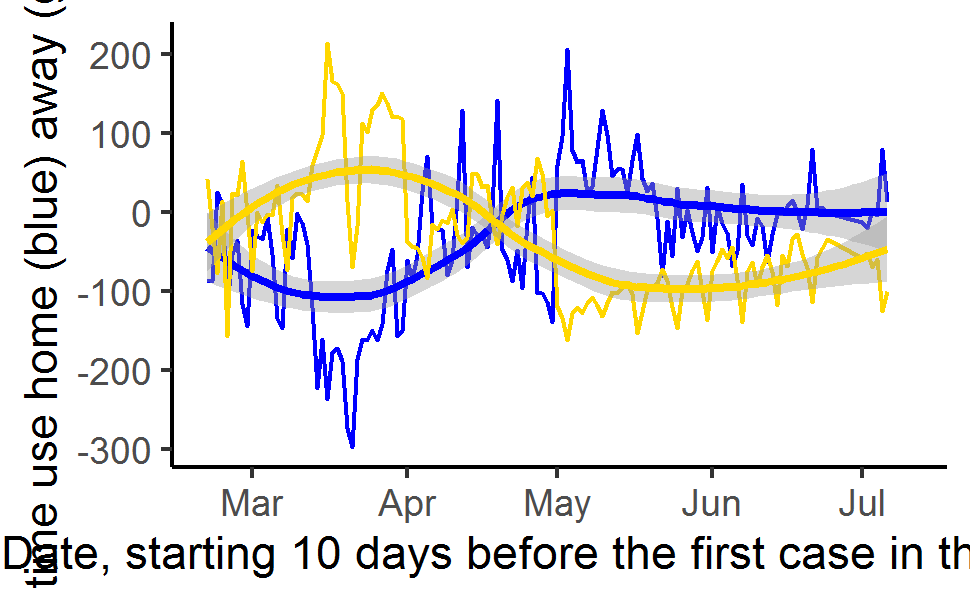 time use home (blue) away (
200
100
0
-100
-200
-300
Mar Apr May Jun Jul
Date, starting 10 days before the first case in th